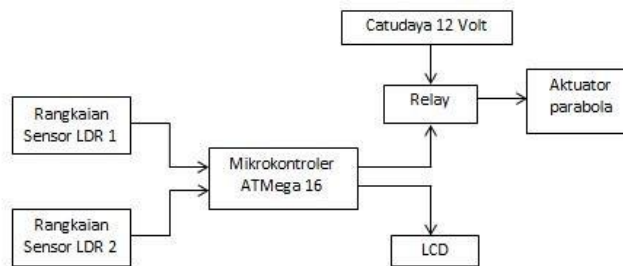 Catudaya 12 Volt
Relay
Aktuator
parabola
Rangkaian
Sensor LDR 1
Mikrokontroler
ATMega 16
Rangkaian
Sensor LDR 2
LCD